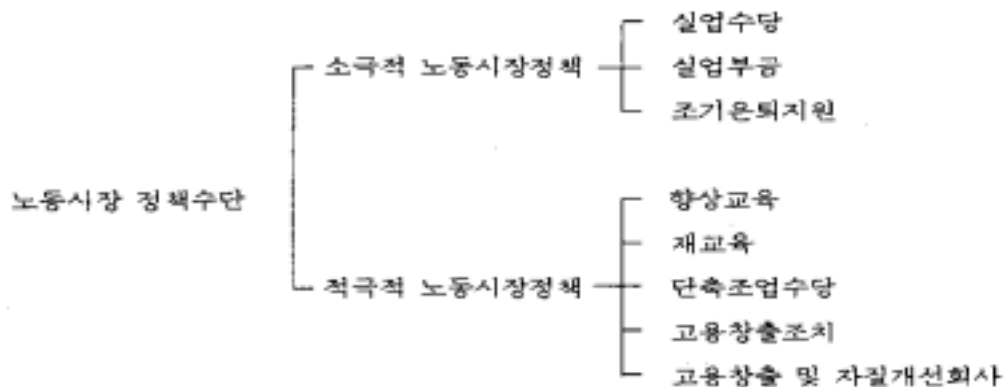 노동시장 정책수단
소극적 노동시장정책
실업수당
실업부금
조기은퇴지원
적극적 노동시장정책
향상교육
재교육
단축조업수당
고용창출조치
고용창출 및 자질개선회사